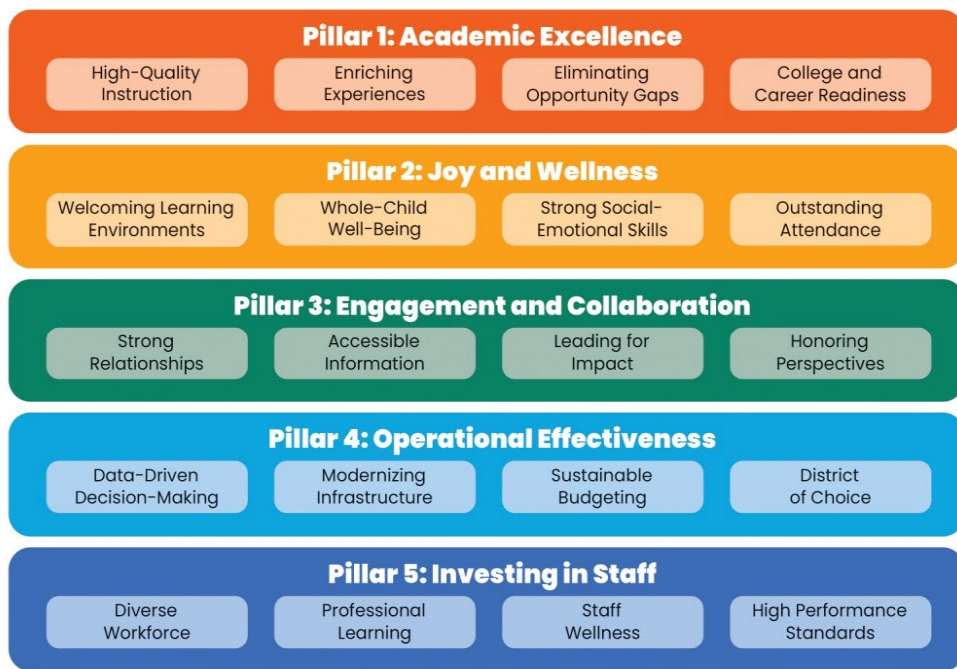 Pillar 1: Academic Excellence
High-Quality
Instruction
Enriching
Experiences
Eliminating
Opportunity Gaps
College and
Career Readiness
Pillar 2: Joy and Wellness
Welcoming Learning
Environments
Whole-Child
Well-Being
Strong Social-
Emotional Skills
Outstanding
Attendance
Pillar 3: Engagement and Collaboration
Strong
Relationships
Accessible
Information
Leading for
Impact
Honoring
Perspectives
Pillar 4: Operational Effectiveness
Data-Driven
Decision-Making
Modernizing
Infrastructure
Sustainable
Budgeting
District
of Choice
Pillar 5: Investing in Staff
Diverse
Workforce
Professional
Learning
Staff
Wellness
High Performance
Standards